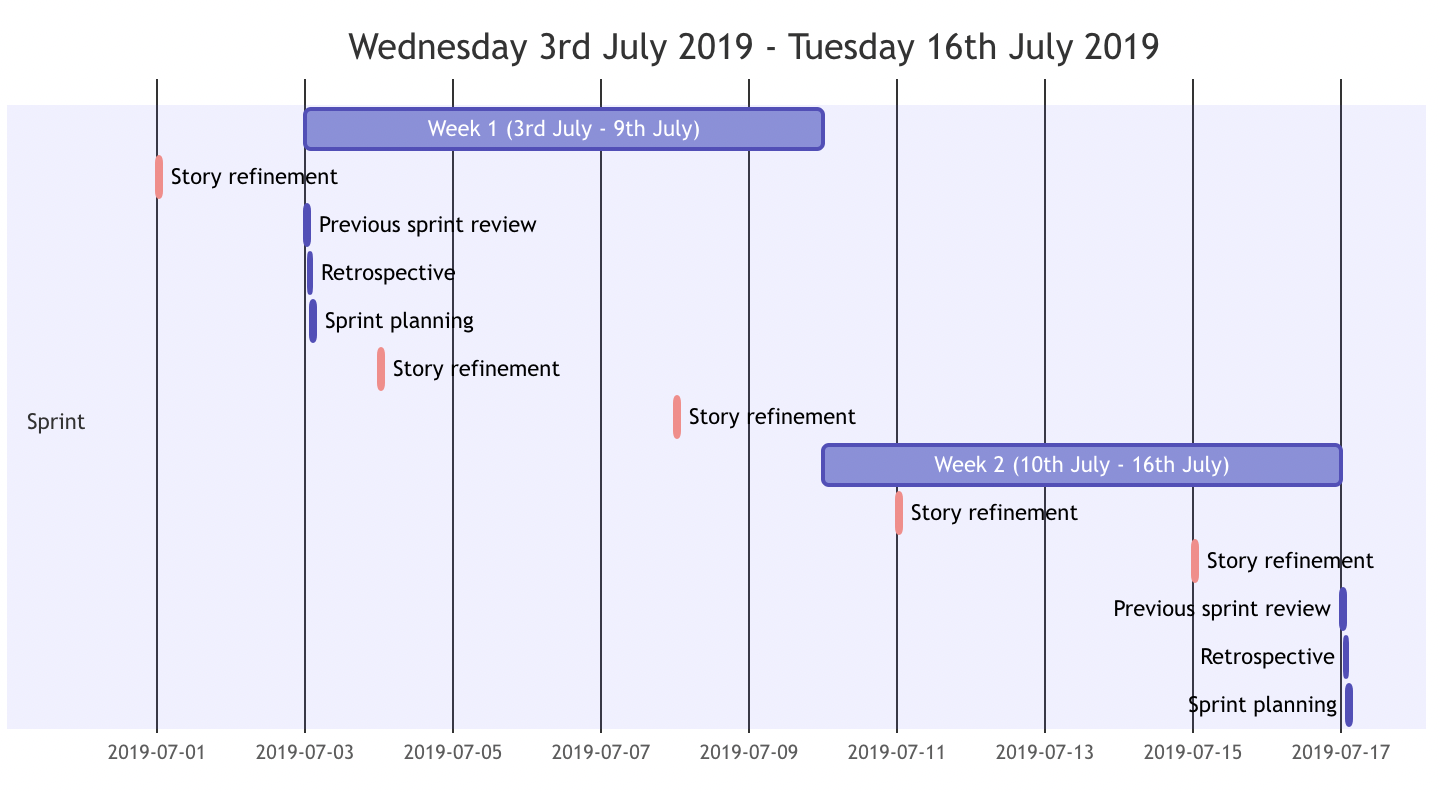 Wednesday 3rd July 2019 - Tuesday 16th July 2019
Week 1 (3rd July - 9th July)
Story refinement
Previous sprint review
Retrospective
Sprint planning
Story refinement
Story refinement
Sprint
Week 2 (10th July - 16th July)
Story refinement
Story refinement
Previous sprint review
Retrospective
Sprint planning
2019-07-01 2019-07-03 2019-07-05 2019-07-07 2019-07-09 2019-07-11 2019-07-13 2019-07-15 2019-07-17